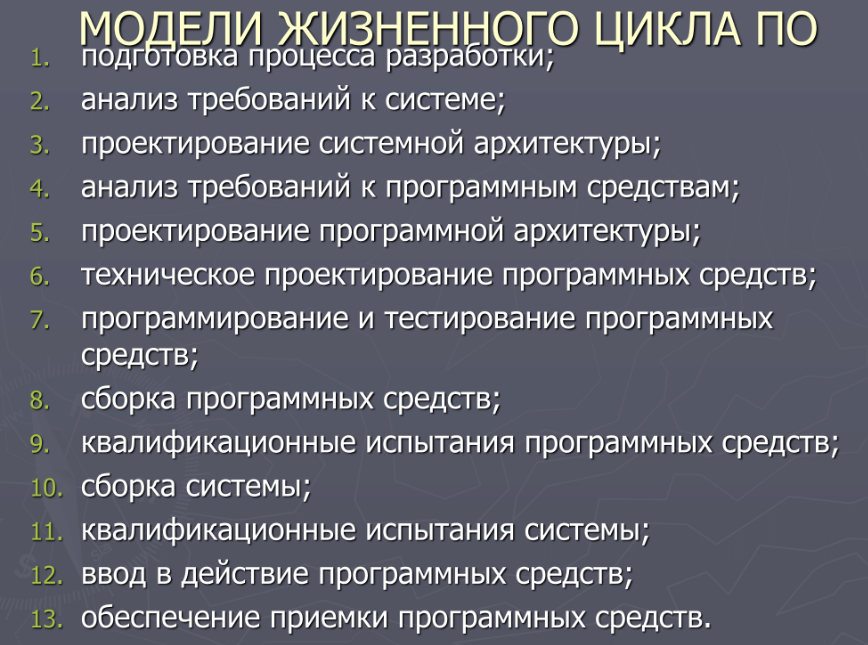 МОДЕЛИ ЖИЗНЕННОГО ЦИКЛА ПО
1. подготовка процесса разработки;
2. анализ требований к системе;
3. проектирование системной архитектуры;
4. анализ требований к программным средствам;
5. проектирование программной архитектуры;
6. техническое проектирование программных средств;
7. программирование и тестирование программных
средств;
8. сборка программных средств;
9. квалификационные испытания программных средств;
10. сборка системы;
11. квалификационные испытания системы;
12. ввод в действие программных средств;
13. обеспечение приемки программных средств.